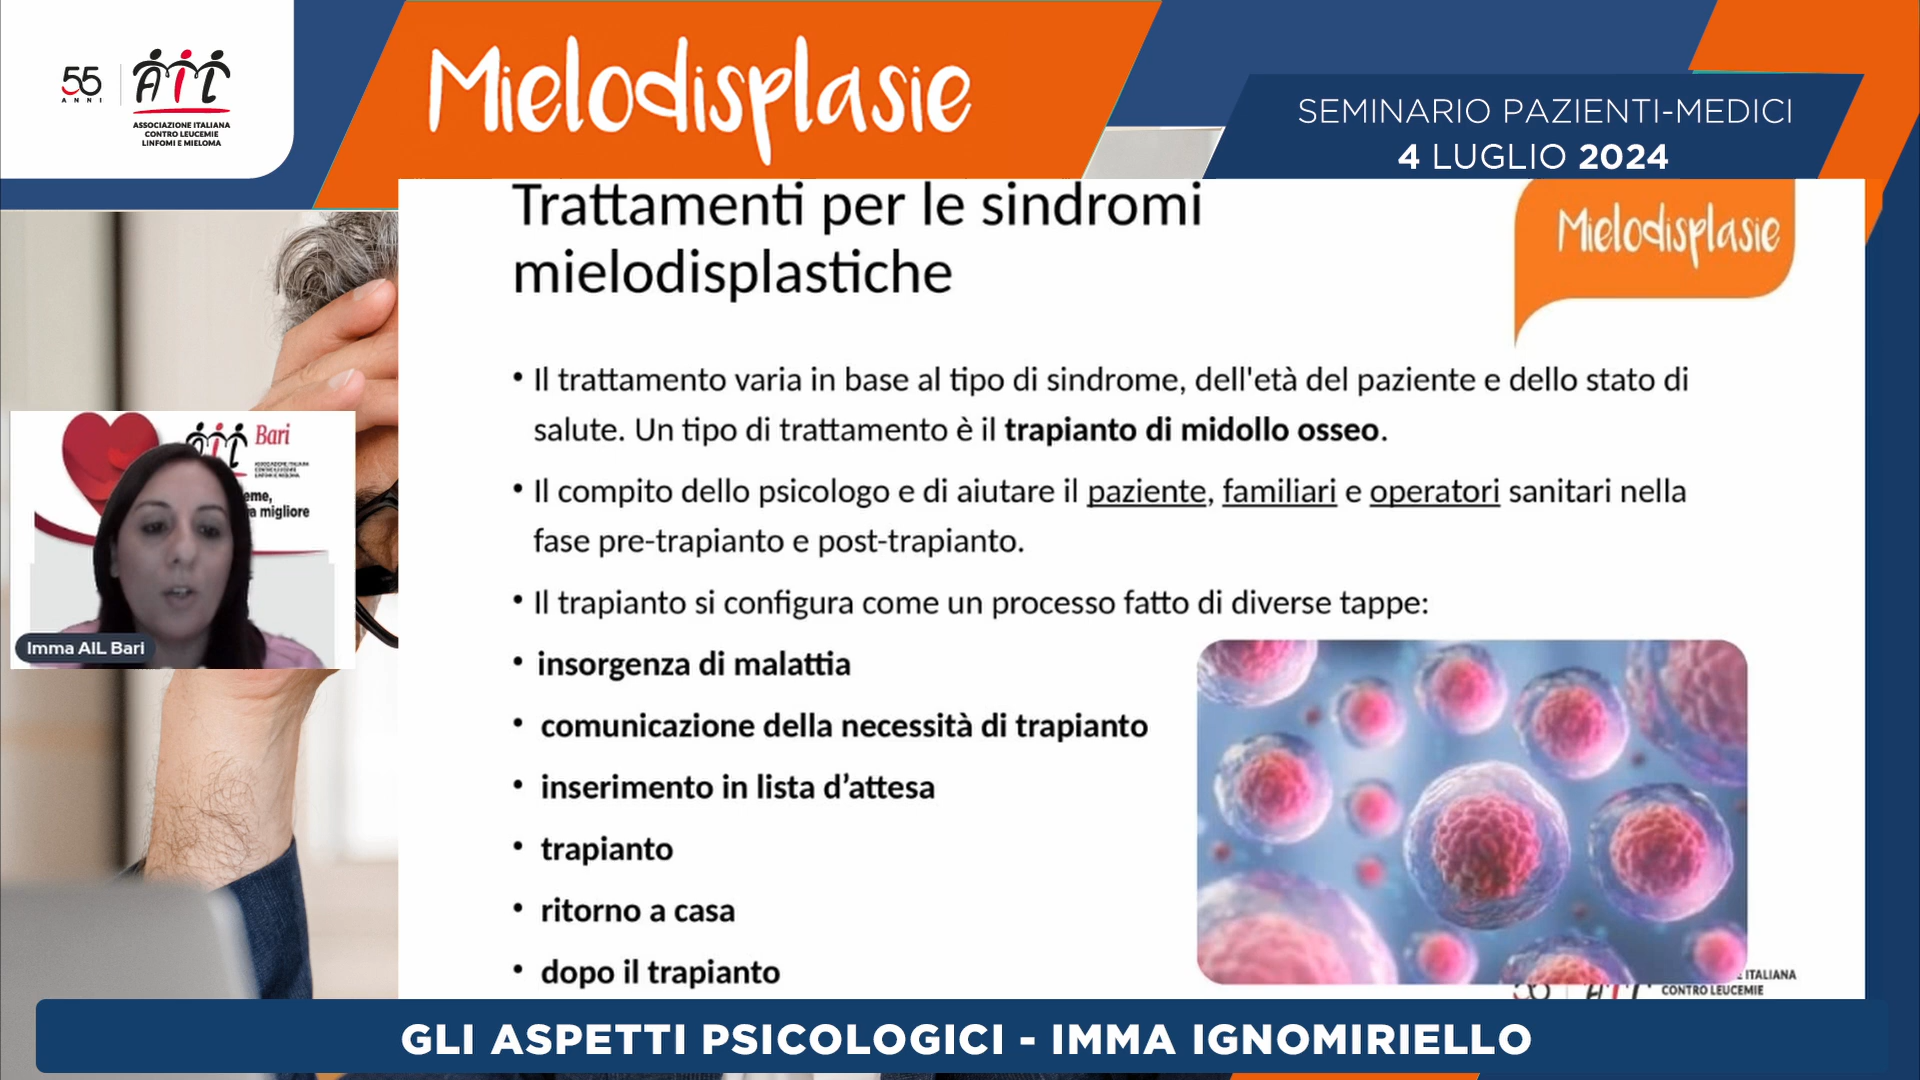 55
ANNI
AIL
ASSOCIAZIONE ITALIANA
CONTRO LEUCEMIE
LINFOMI E MIELOMA
Mielodisplasie
SEMINARIO PAZIENTI-MEDICI
4 LUGLIO 2024
Trattamenti per le sindromi
mielodisplastiche
Mielodisplasie
• Il trattamento varia in base al tipo di sindrome, dell'età del paziente e dello stato di
salute. Un tipo di trattamento è il trapianto di midollo osseo.
• Il compito dello psicologo e di aiutare il paziente, familiari e operatori sanitari nella
fase pre-trapianto e post-trapianto.
• Il trapianto si configura come un processo fatto di diverse tappe:
• insorgenza di malattia
• comunicazione della necessità di trapianto
• inserimento in lista d’attesa
• trapianto
• ritorno a casa
• dopo il trapianto
Bari
migliore
Imma AIL Bari
ITALIANA
CONTRO LEUCEMIE
GLI ASPETTI PSICOLOGICI - IMMA IGNOMIRIELLO